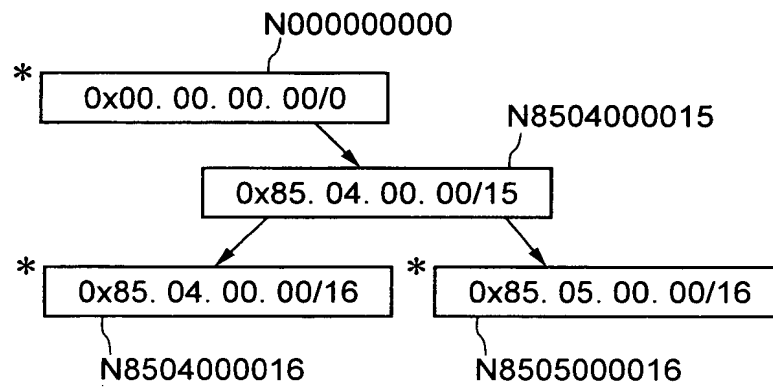 N000000000
* 0x00. 00. 00. 00/0
N8504000015
0x85. 04. 00. 00/15
* 0x85. 04. 00. 00/16
* 0x85. 05. 00. 00/16
N8504000016
N8505000016